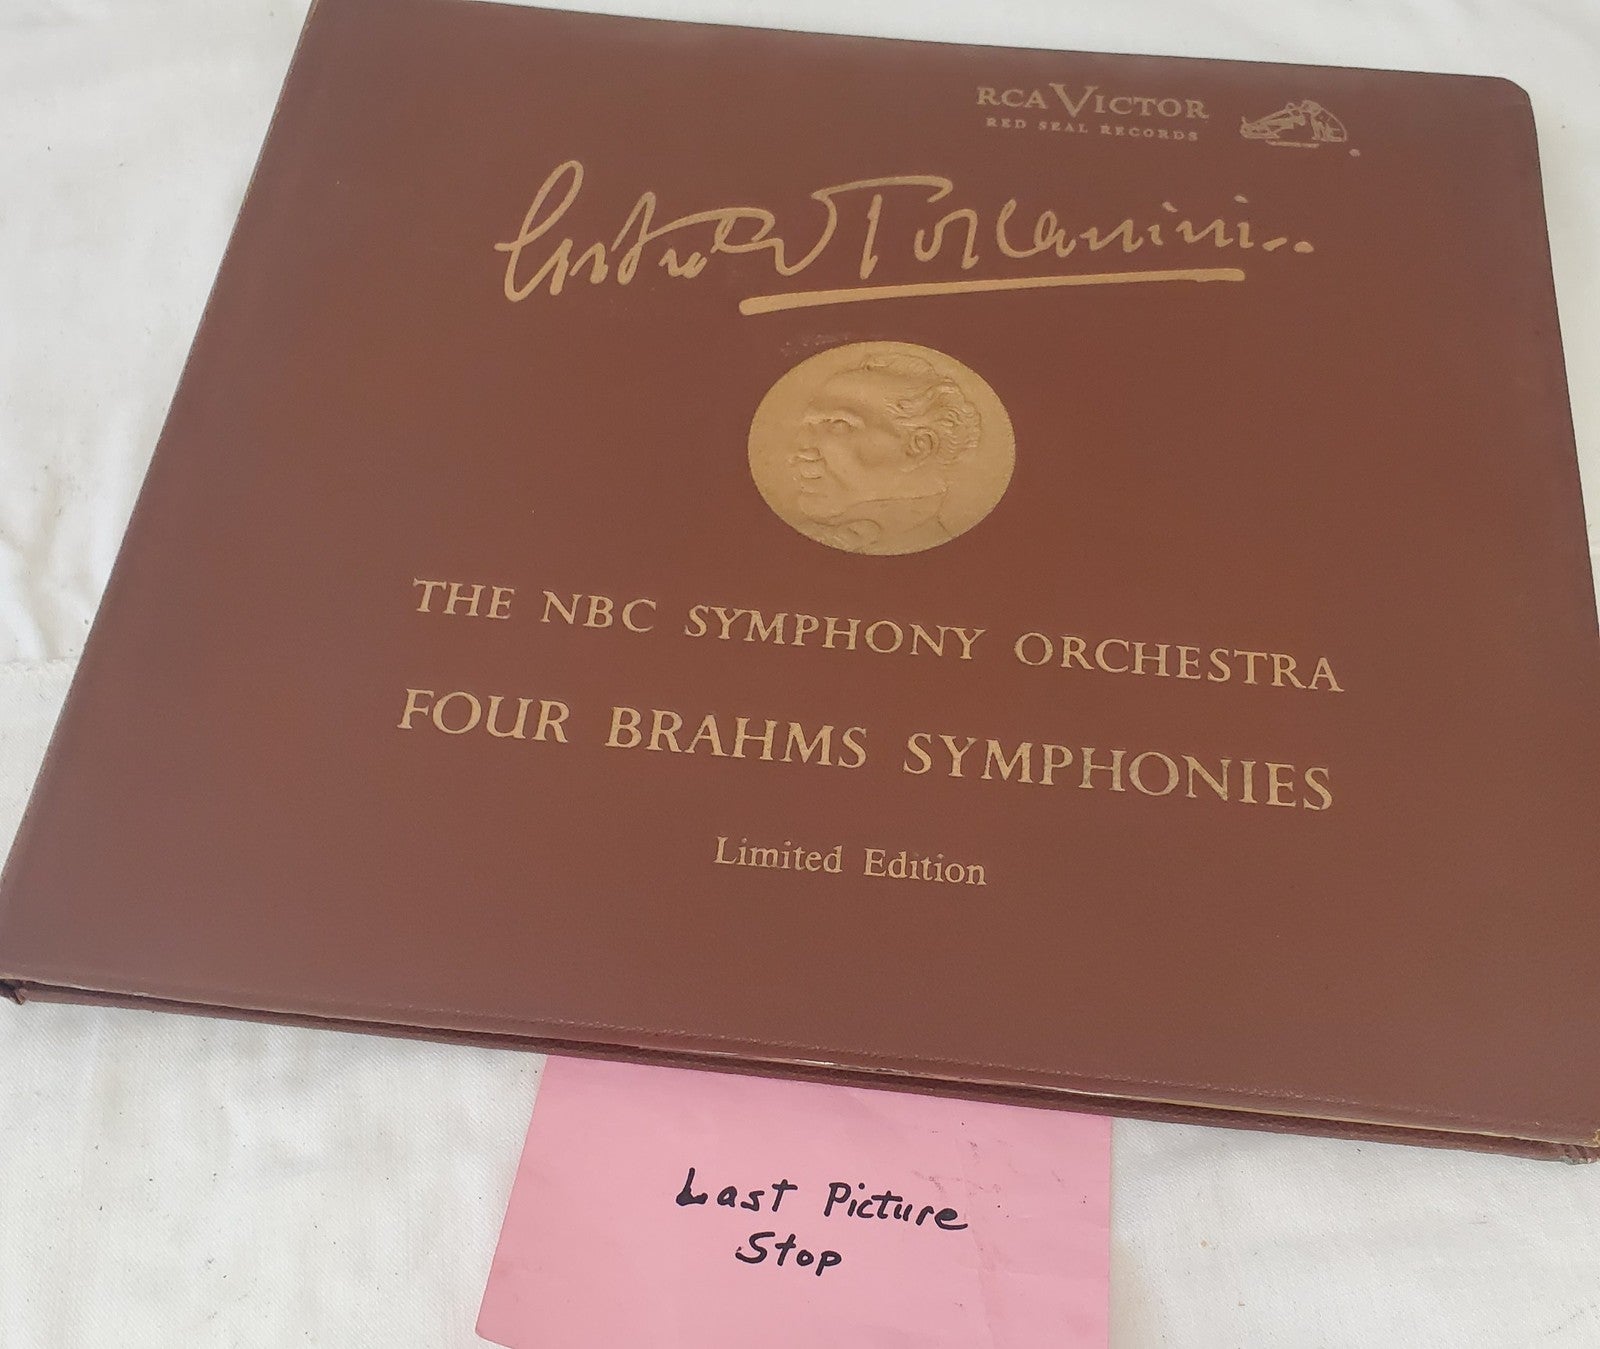 RCA VICTOR
RED SEAL RECORDS
Arturo Toscanini
THE NBC SYMPHONY ORCHESTRA
FOUR BRAHMS SYMPHONIES
Limited Edition
Last Picture
Stop